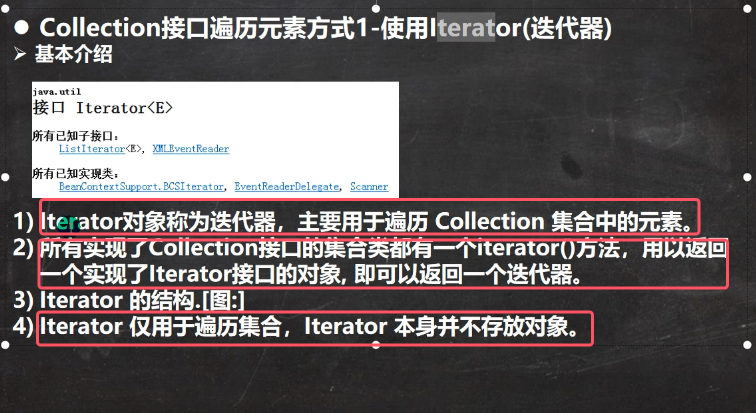 ● Collection接口遍历元素方式1-使用Iterator(迭代器)
➢ 基本介绍
java.util
接口 Iterator<E>
所有已知子接口：
ListIterator<E>, XMLEventReader
所有已知实现类：
BeanContextSupport.BCSIterator, EventReaderDelegate, Scanner
1) Iterator对象称为迭代器，主要用于遍历 Collection 集合中的元素。
2) 所有实现了Collection接口的集合类都有一个Iterator()方法，用以返回
一个实现了Iterator接口的对象, 即可以返回一个迭代器。
3) Iterator 的结构.[图:]
4) Iterator 仅用于遍历集合，Iterator 本身并不存放对象。